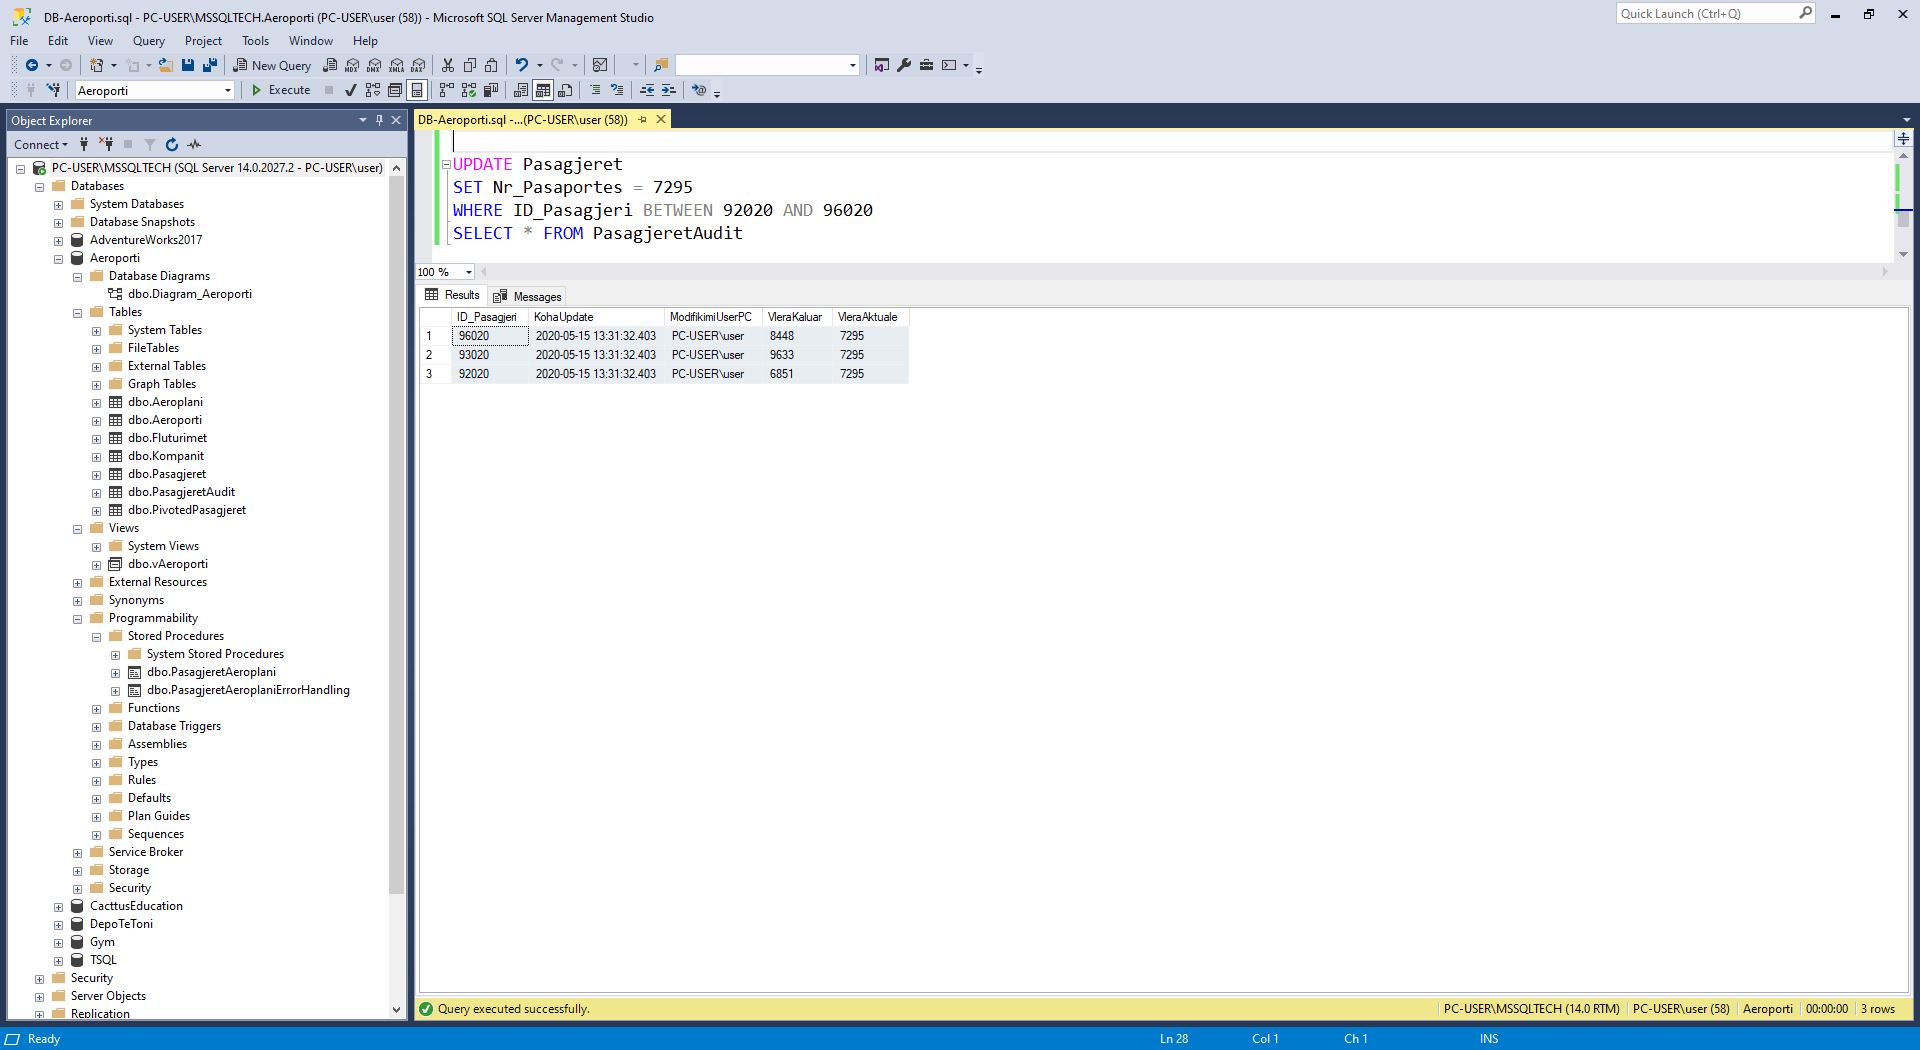 DB-Aeroporti.sql - PC-USER\MSSQLTECH.Aeroporti (PC-USER\user (58)) - Microsoft SQL Server Management Studio
Quick Launch (Ctrl+Q)
File Edit View Query Project Tools Window Help
New Query
MDX DMX XMLA DAX
Aeroporti
Execute
Object Explorer
Connect
PC-USER\MSSQLTECH (SQL Server 14.0.2027.2 - PC-USER\user)
Databases
System Databases
Database Snapshots
AdventureWorks2017
Aeroporti
Database Diagrams
dbo.Diagram_Aeroporti
Tables
System Tables
FileTables
External Tables
Graph Tables
dbo.Aeroplani
dbo.Aeroporti
dbo.Fluturimet
dbo.Kompanit
dbo.Pasagjeret
dbo.PasagjeretAudit
dbo.PivotedPasagjeret
Views
System Views
dbo.vAeroporti
External Resources
Synonyms
Programmability
Stored Procedures
System Stored Procedures
dbo.PasagjeretAeroplani
dbo.PasagjeretAeroplaniErrorHandling
Functions
Database Triggers
Assemblies
Types
Rules
Defaults
Plan Guides
Sequences
Service Broker
Storage
Security
CacttusEducation
DepoTeToni
Gym
TSQL
Security
Server Objects
Replication
DB-Aeroporti.sql -...(PC-USER\user (58))
UPDATE Pasagjeret
SET Nr_Pasaportes = 7295
WHERE ID_Pasagjeri BETWEEN 92020 AND 96020
SELECT * FROM PasagjeretAudit
100 %
Results Messages
ID_Pasagjeri KohaUpdate ModifikimiUserPC VleraKaluar VleraAktuale
1 96020 2020-05-15 13:31:32.403 PC-USER\user 8448 7295
2 93020 2020-05-15 13:31:32.403 PC-USER\user 9633 7295
3 92020 2020-05-15 13:31:32.403 PC-USER\user 6851 7295
Query executed successfully.
PC-USER\MSSQLTECH (14.0 RTM) PC-USER\user (58) Aeroporti 00:00:00 3 rows
Ready
Ln 28 Col 1 Ch 1 INS